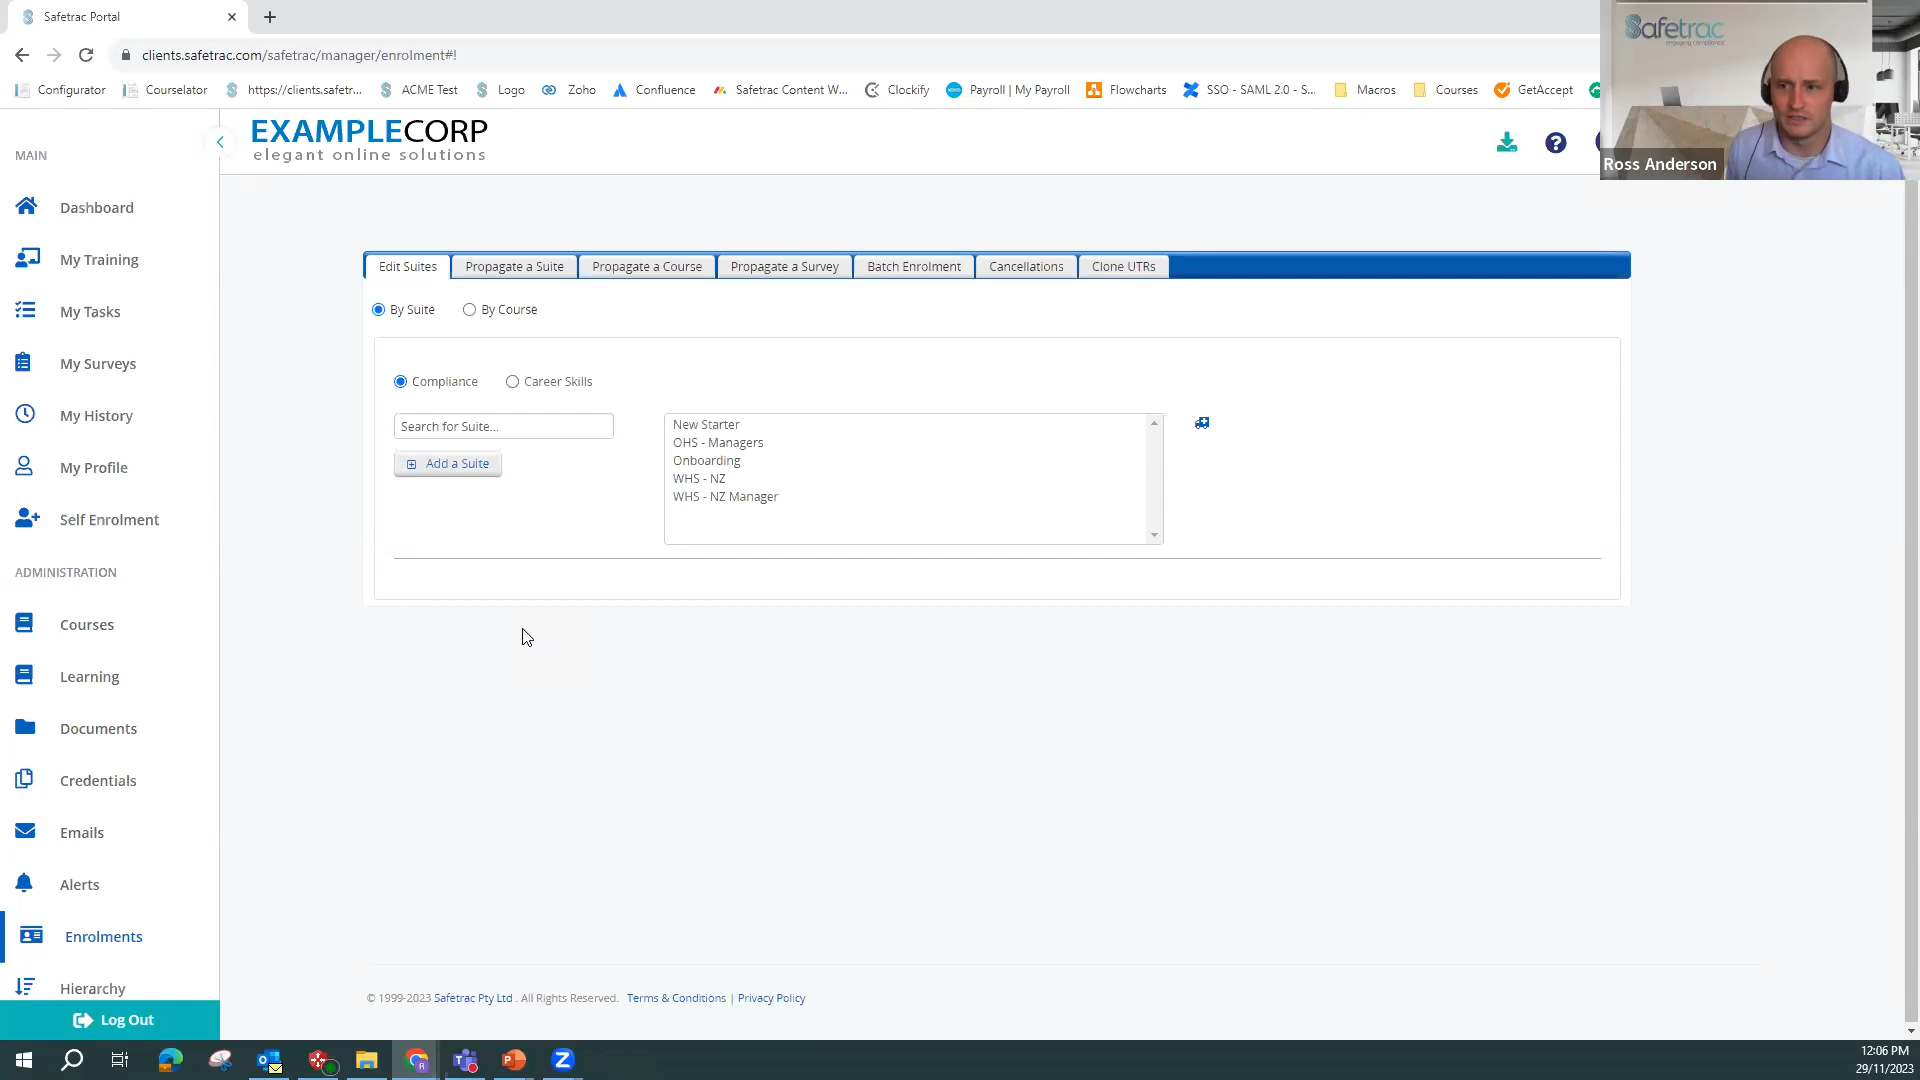 Safetrac Portal
clients.safetrac.com/safetrac/manager/enrolment#!
Configurator
Courselator
https://clients.safetr...
ACME Test
Logo
Zoho
Confluence
Safetrac Content W...
Clockify
Payroll | My Payroll
Flowcharts
SSO - SAML 2.0 - S...
Macros
Courses
GetAccept
Safetrac
engaging compliance
Ross Anderson
EXAMPLECORP
elegant online solutions
MAIN
Dashboard
My Training
My Tasks
My Surveys
My History
My Profile
Self Enrolment
ADMINISTRATION
Courses
Learning
Documents
Credentials
Emails
Alerts
Enrolments
Hierarchy
Log Out
Edit Suites
Propagate a Suite
Propagate a Course
Propagate a Survey
Batch Enrolment
Cancellations
Clone UTRs
By Suite
By Course
Compliance
Career Skills
Search for Suite...
Add a Suite
New Starter
OHS - Managers
Onboarding
WHS - NZ
WHS - NZ Manager
© 1999-2023 Safetrac Pty Ltd . All Rights Reserved. Terms & Conditions | Privacy Policy
12:06 PM
29/11/2023